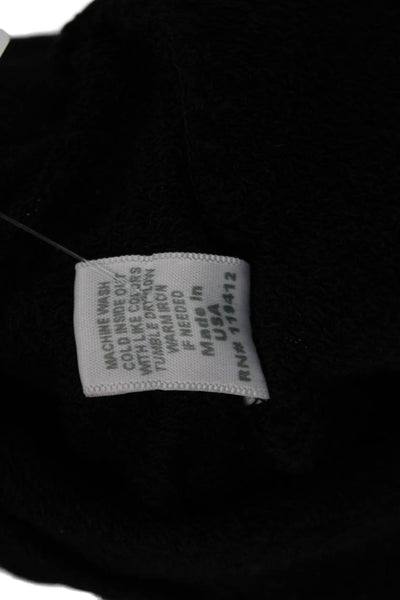 MACHINE WASH
COLD INSIDE OUT
WITH LIKE COLORS
TUMBLE DRY LOW
WARM IRON
IF NEEDED
Made in
USA
RN# 119412